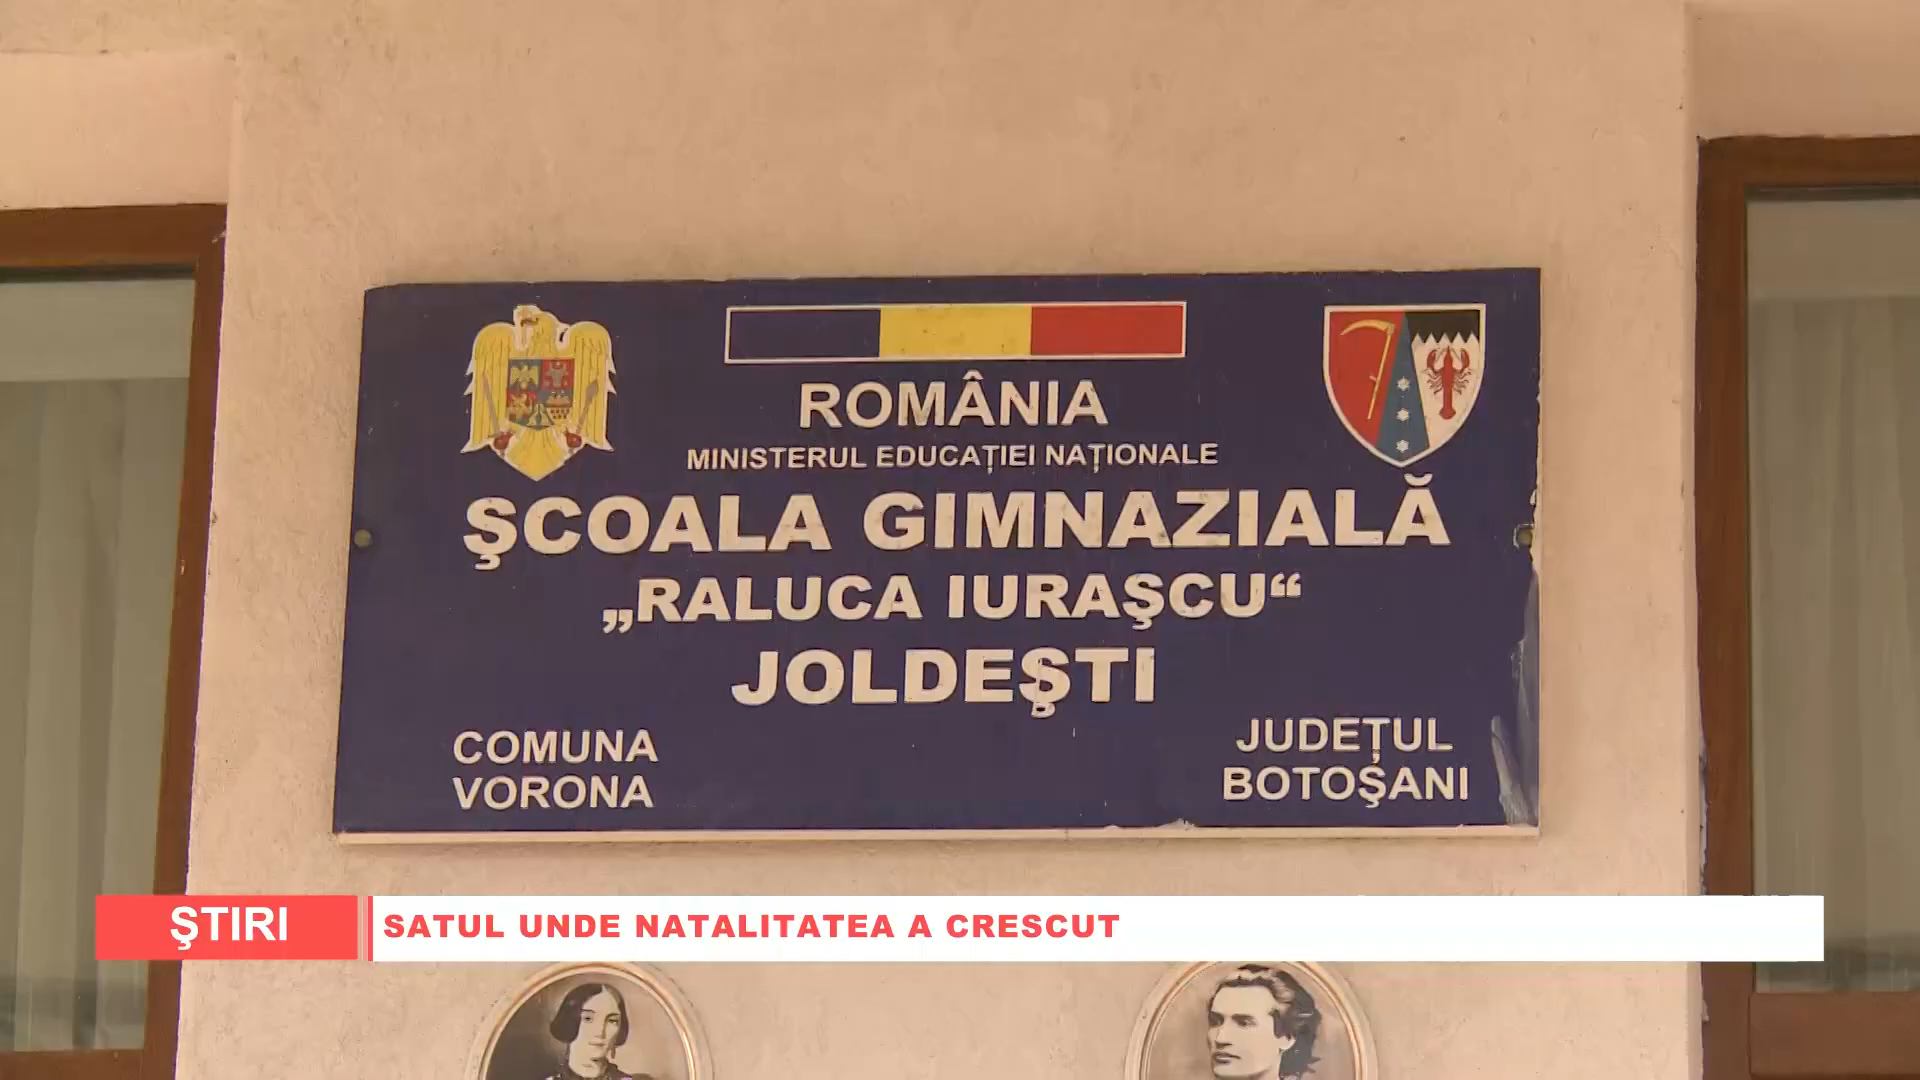 ROMÂNIA
MINISTERUL EDUCAȚIEI NAȚIONALE
ŞCOALA GIMNAZIALĂ
„RALUCA IURAŞCU“
JOLDEŞTI
COMUNA
VORONA
JUDEȚUL
BOTOŞANI
ŞTIRI
SATUL UNDE NATALITATEA A CRESCUT